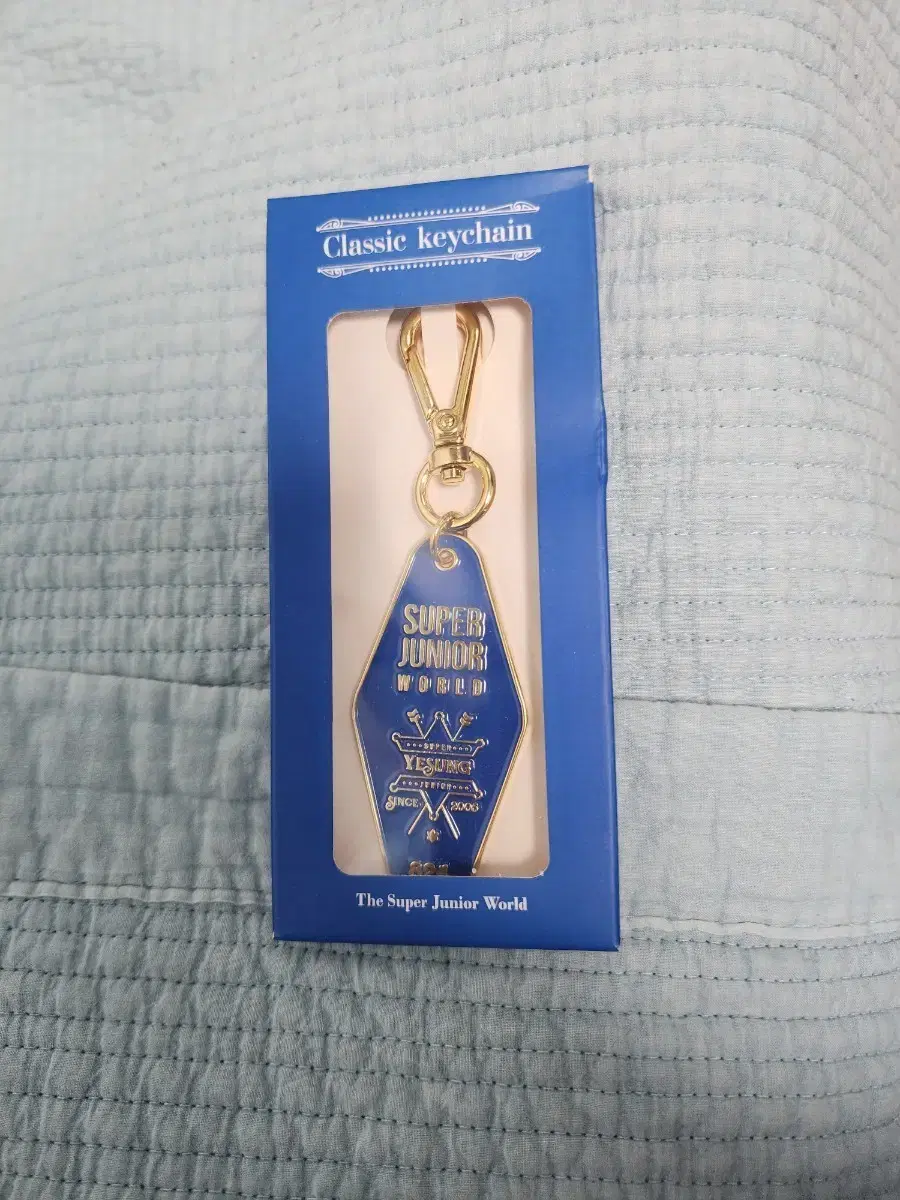 Classic keychain
SUPER
JUNIOR
WORLD
SUPER
YESUNG
JUNIOR
SINCE 2005
The Super Junior World